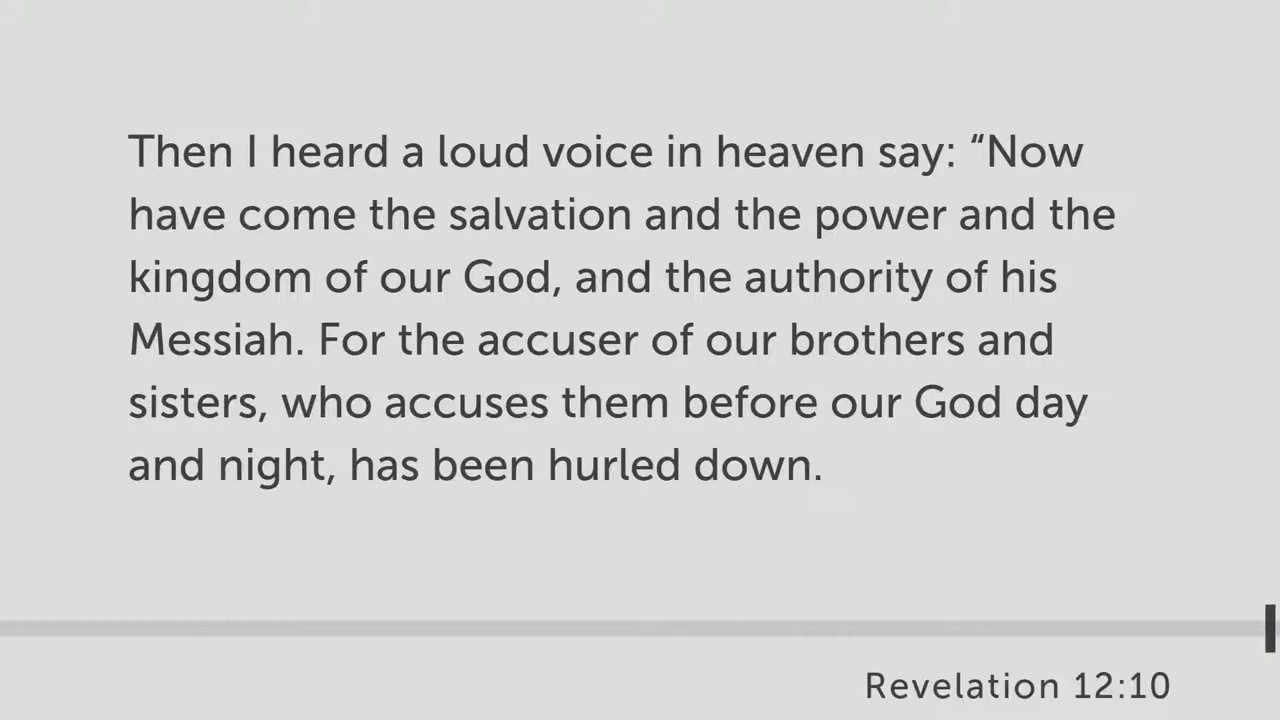 Then I heard a loud voice in heaven say: “Now
have come the salvation and the power and the
kingdom of our God, and the authority of his
Messiah. For the accuser of our brothers and
sisters, who accuses them before our God day
and night, has been hurled down.
Revelation 12:10